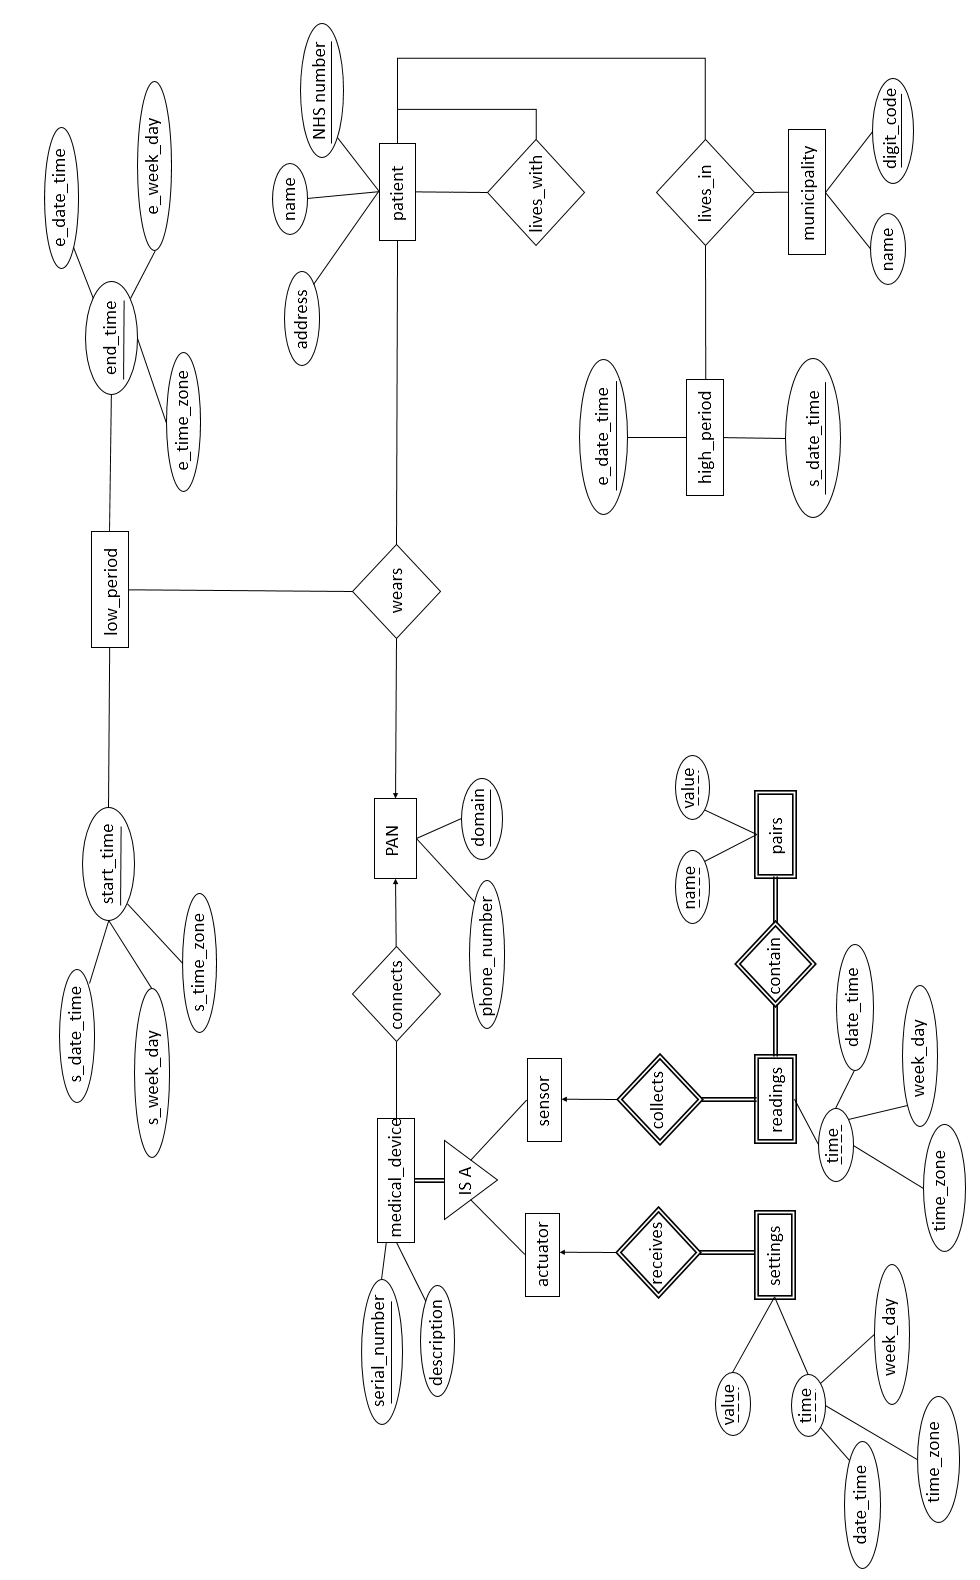 s_date_time
e_date_time
start_time
low_period
end_time
s_week_day
e_week_day
s_time_zone
e_time_zone
address
name
NHS number
serial_number
medical_device
connects
PAN
wears
patient
description
IS A
phone_number
domain
actuator
sensor
lives_with
e_date_time
receives
collects
value
name
value
high_period
lives_in
settings
readings
contain
pairs
time
time
s_date_time
municipality
date_time
date_time
name
digit_code
week_day
week_day
time_zone
time_zone